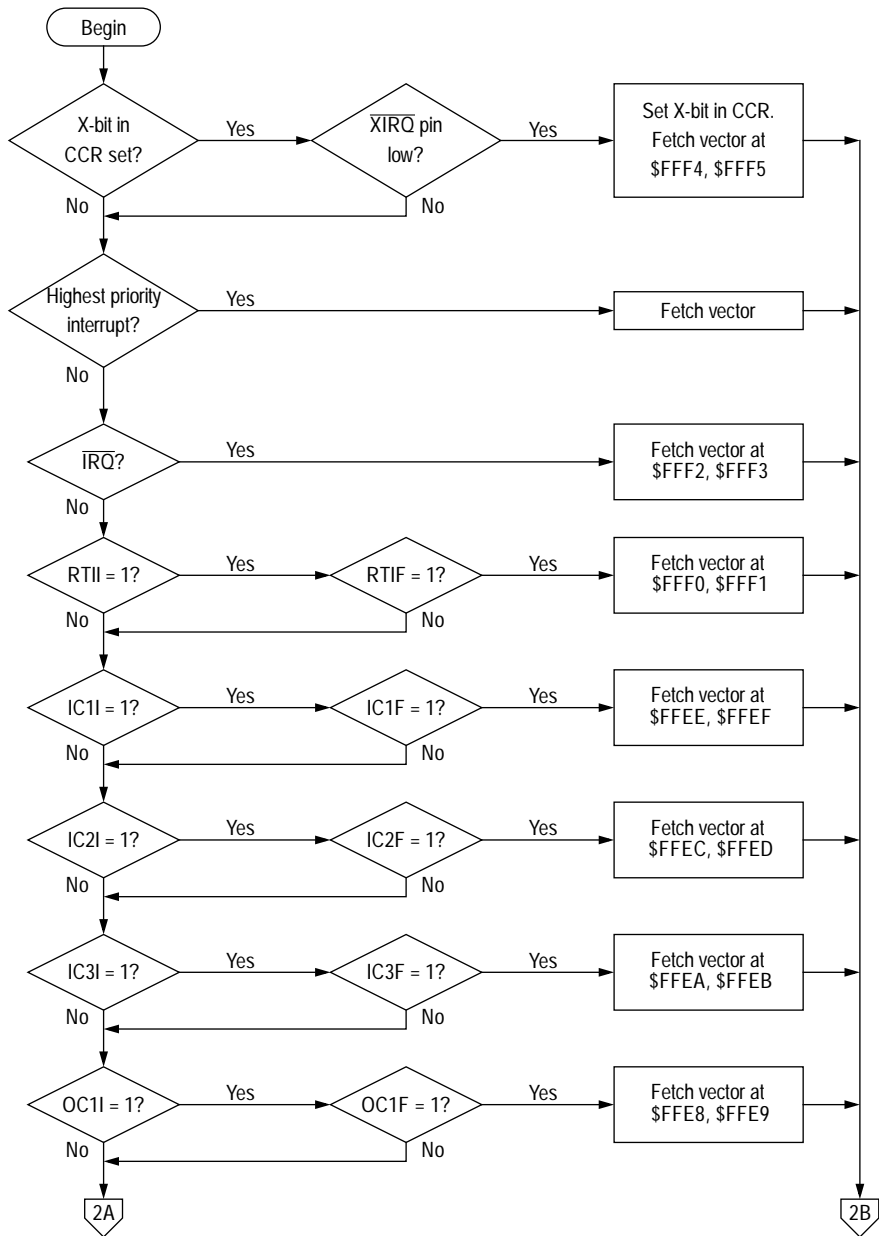 Begin
X-bit in
CCR set?
Yes
XIRQ pin
low?
Yes
Set X-bit in CCR.
Fetch vector at
$FFF4, $FFF5
No
No
Highest priority
interrupt?
Yes
Fetch vector
No
IRQ?
Yes
Fetch vector at
$FFF2, $FFF3
No
RTII = 1?
Yes
RTIF = 1?
Yes
Fetch vector at
$FFF0, $FFF1
No
No
IC1I = 1?
Yes
IC1F = 1?
Yes
Fetch vector at
$FFEE, $FFEF
No
No
IC2I = 1?
Yes
IC2F = 1?
Yes
Fetch vector at
$FFEC, $FFED
No
No
IC3I = 1?
Yes
IC3F = 1?
Yes
Fetch vector at
$FFEA, $FFEB
No
No
OC1I = 1?
Yes
OC1F = 1?
Yes
Fetch vector at
$FFE8, $FFE9
No
No
2A
2B